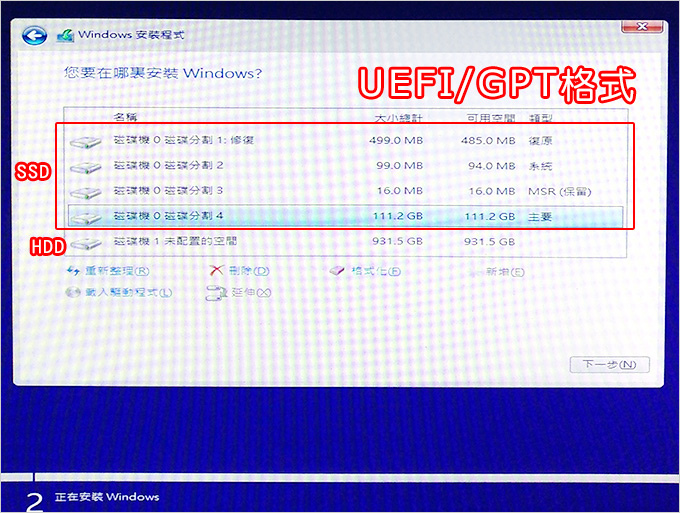 Windows 安裝程式
您要在哪裏安裝 Windows?
UEFI/GPT格式
名稱 大小總計 可用空間 類型
SSD
磁碟機 0 磁碟分割 1: 修復 499.0 MB 485.0 MB 復原
磁碟機 0 磁碟分割 2 99.0 MB 94.0 MB 系統
磁碟機 0 磁碟分割 3 16.0 MB 16.0 MB MSR (保留)
磁碟機 0 磁碟分割 4 111.2 GB 111.2 GB 主要
HDD
磁碟機 1 未配置的空間 931.5 GB 931.5 GB
重新整理(R) 刪除(D) 格式化(F) 新增(E)
載入驅動程式(L) 延伸(X)
下一步(N)
2 正在安裝 Windows